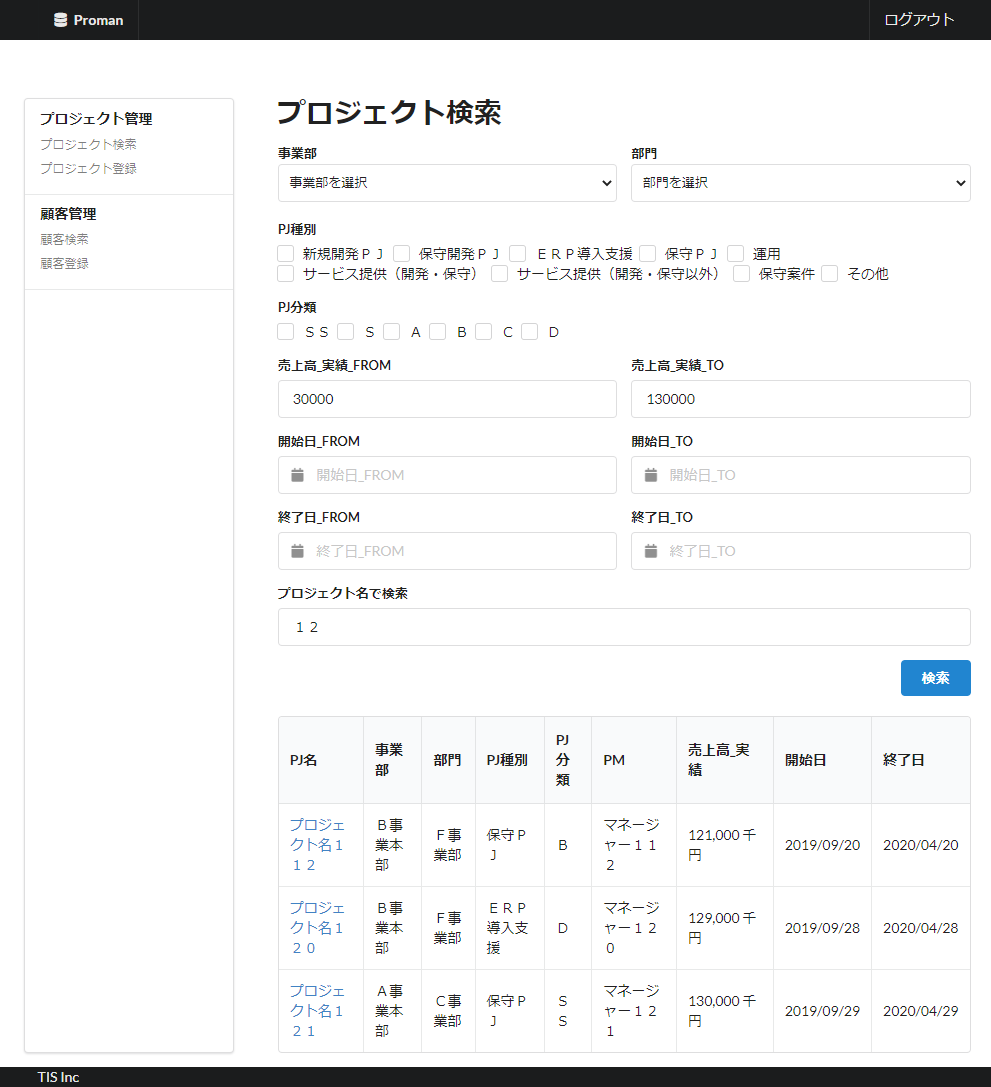 Proman
ログアウト
プロジェクト管理
プロジェクト検索
プロジェクト登録
顧客管理
顧客検索
顧客登録
プロジェクト検索
事業部 部門
事業部を選択 部門を選択
PJ種別
新規開発ＰＪ 保守開発ＰＪ ＥＲＰ導入支援 保守ＰＪ 運用
サービス提供（開発・保守） サービス提供（開発・保守以外） 保守案件 その他
PJ分類
ＳＳ Ｓ Ａ Ｂ Ｃ Ｄ
売上高_実績_FROM 売上高_実績_TO
30000 130000
開始日_FROM 開始日_TO
開始日_FROM 開始日_TO
終了日_FROM 終了日_TO
終了日_FROM 終了日_TO
プロジェクト名で検索
１２
検索
PJ名 事業部 部門 PJ種別 PJ分類 PM 売上高_実績 開始日 終了日
プロジェクト名１１２ Ｂ事業本部 Ｆ事業部 保守ＰＪ Ｂ マネージャー１１２ 121,000 千円 2019/09/20 2020/04/20
プロジェクト名１２０ Ｂ事業本部 Ｆ事業部 ＥＲＰ導入支援 Ｄ マネージャー１２０ 129,000 千円 2019/09/28 2020/04/28
プロジェクト名１２１ Ａ事業本部 Ｃ事業部 保守ＰＪ ＳＳ マネージャー１２１ 130,000 千円 2019/09/29 2020/04/29
TIS Inc